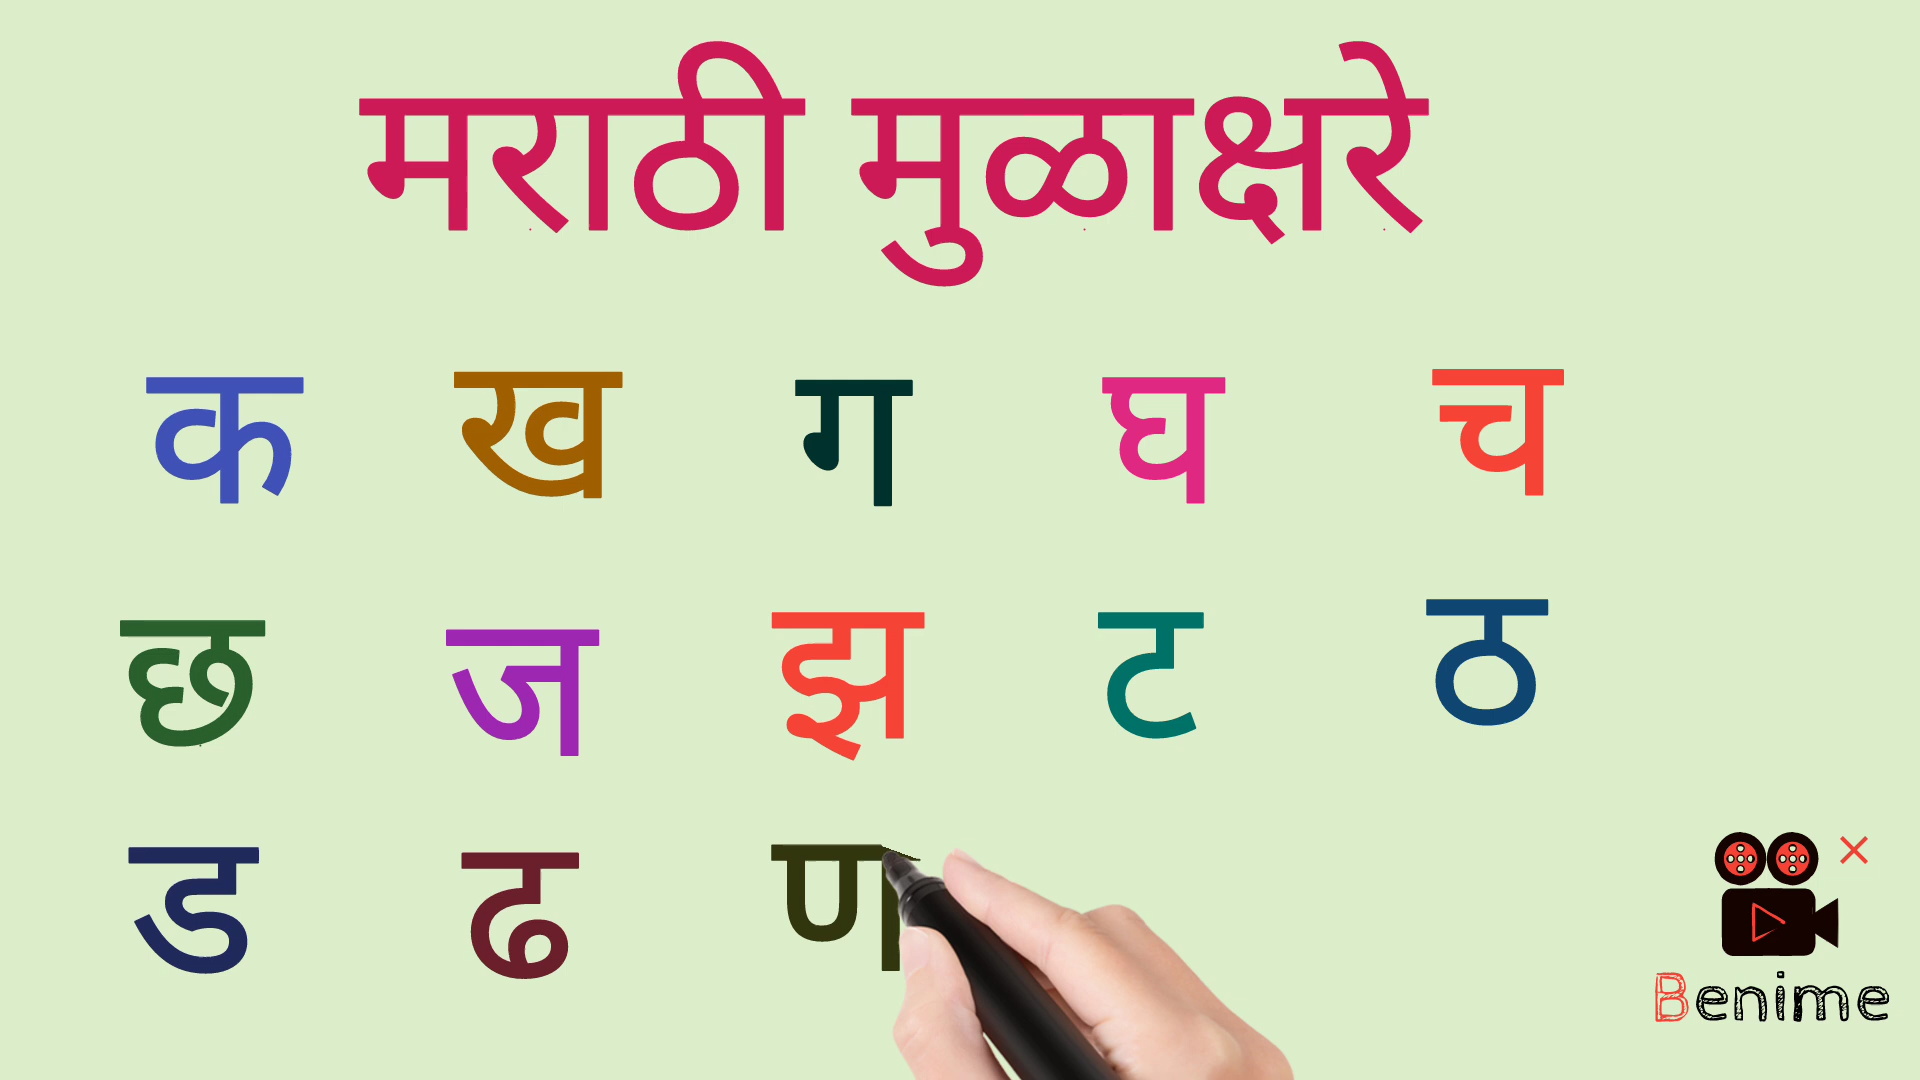 मराठी मुळाक्षरे
क ख ग घ च
छ ज झ ट ठ
ड ढ ण
Benime